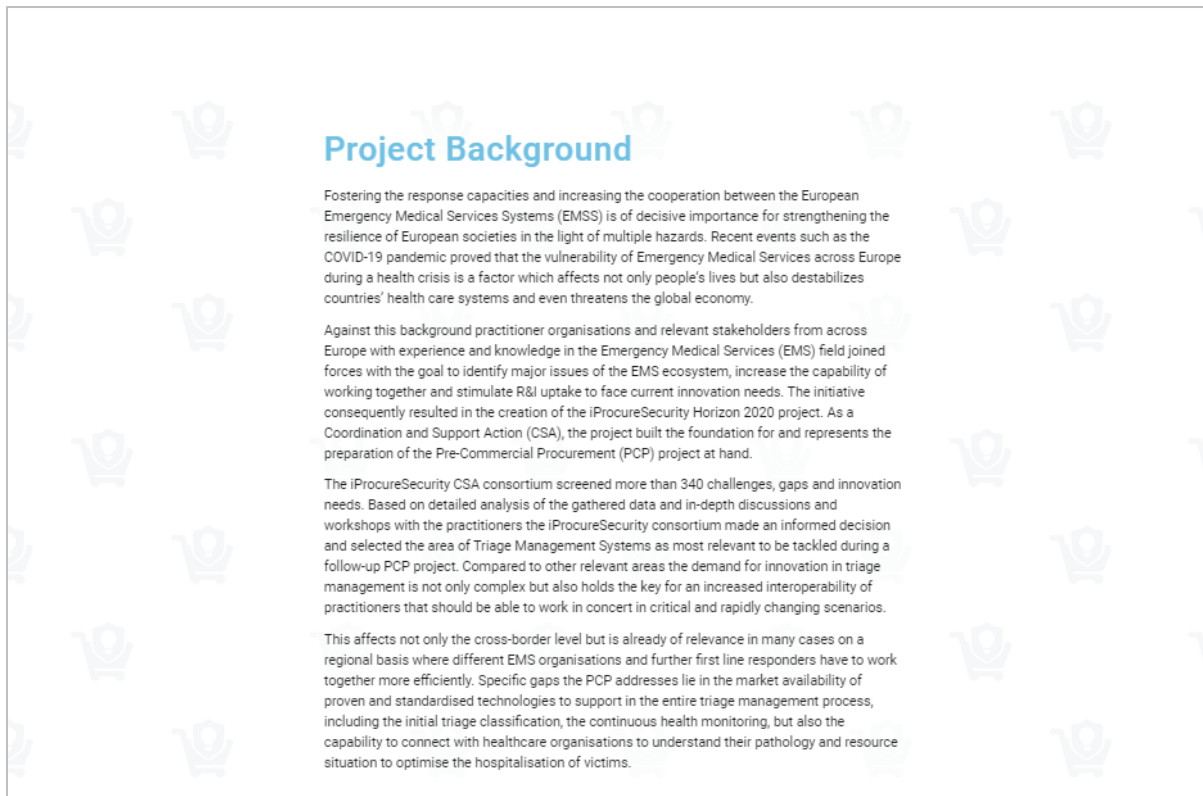 Project Background
Fostering the response capacities and increasing the cooperation between the European
Emergency Medical Services Systems (EMSS) is of decisive importance for strengthening the
resilience of European societies in the light of multiple hazards. Recent events such as the
COVID-19 pandemic proved that the vulnerability of Emergency Medical Services across Europe
during a health crisis is a factor which affects not only people's lives but also destabilizes
countries' health care systems and even threatens the global economy.
Against this background practitioner organisations and relevant stakeholders from across
Europe with experience and knowledge in the Emergency Medical Services (EMS) field joined
forces with the goal to identify major issues of the EMS ecosystem, increase the capability of
working together and stimulate R&I uptake to face current innovation needs. The initiative
consequently resulted in the creation of the iProcureSecurity Horizon 2020 project. As a
Coordination and Support Action (CSA), the project built the foundation for and represents the
preparation of the Pre-Commercial Procurement (PCP) project at hand.
The iProcureSecurity CSA consortium screened more than 340 challenges, gaps and innovation
needs. Based on detailed analysis of the gathered data and in-depth discussions and
workshops with the practitioners the iProcureSecurity consortium made an informed decision
and selected the area of Triage Management Systems as most relevant to be tackled during a
follow-up PCP project. Compared to other relevant areas the demand for innovation in triage
management is not only complex but also holds the key for an increased interoperability of
practitioners that should be able to work in concert in critical and rapidly changing scenarios.
This affects not only the cross-border level but is already of relevance in many cases on a
regional basis where different EMS organisations and further first line responders have to work
together more efficiently. Specific gaps the PCP addresses lie in the market availability of
proven and standardised technologies to support in the entire triage management process,
including the initial triage classification, the continuous health monitoring, but also the
capability to connect with healthcare organisations to understand their pathology and resource
situation to optimise the hospitalisation of victims.